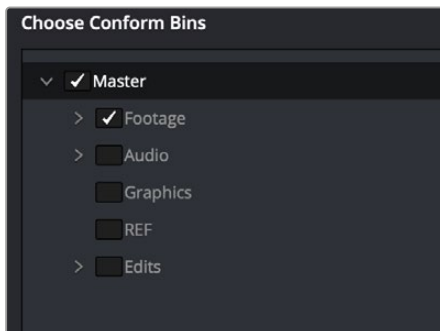 Choose Conform Bins
Master
Footage
Audio
Graphics
REF
Edits